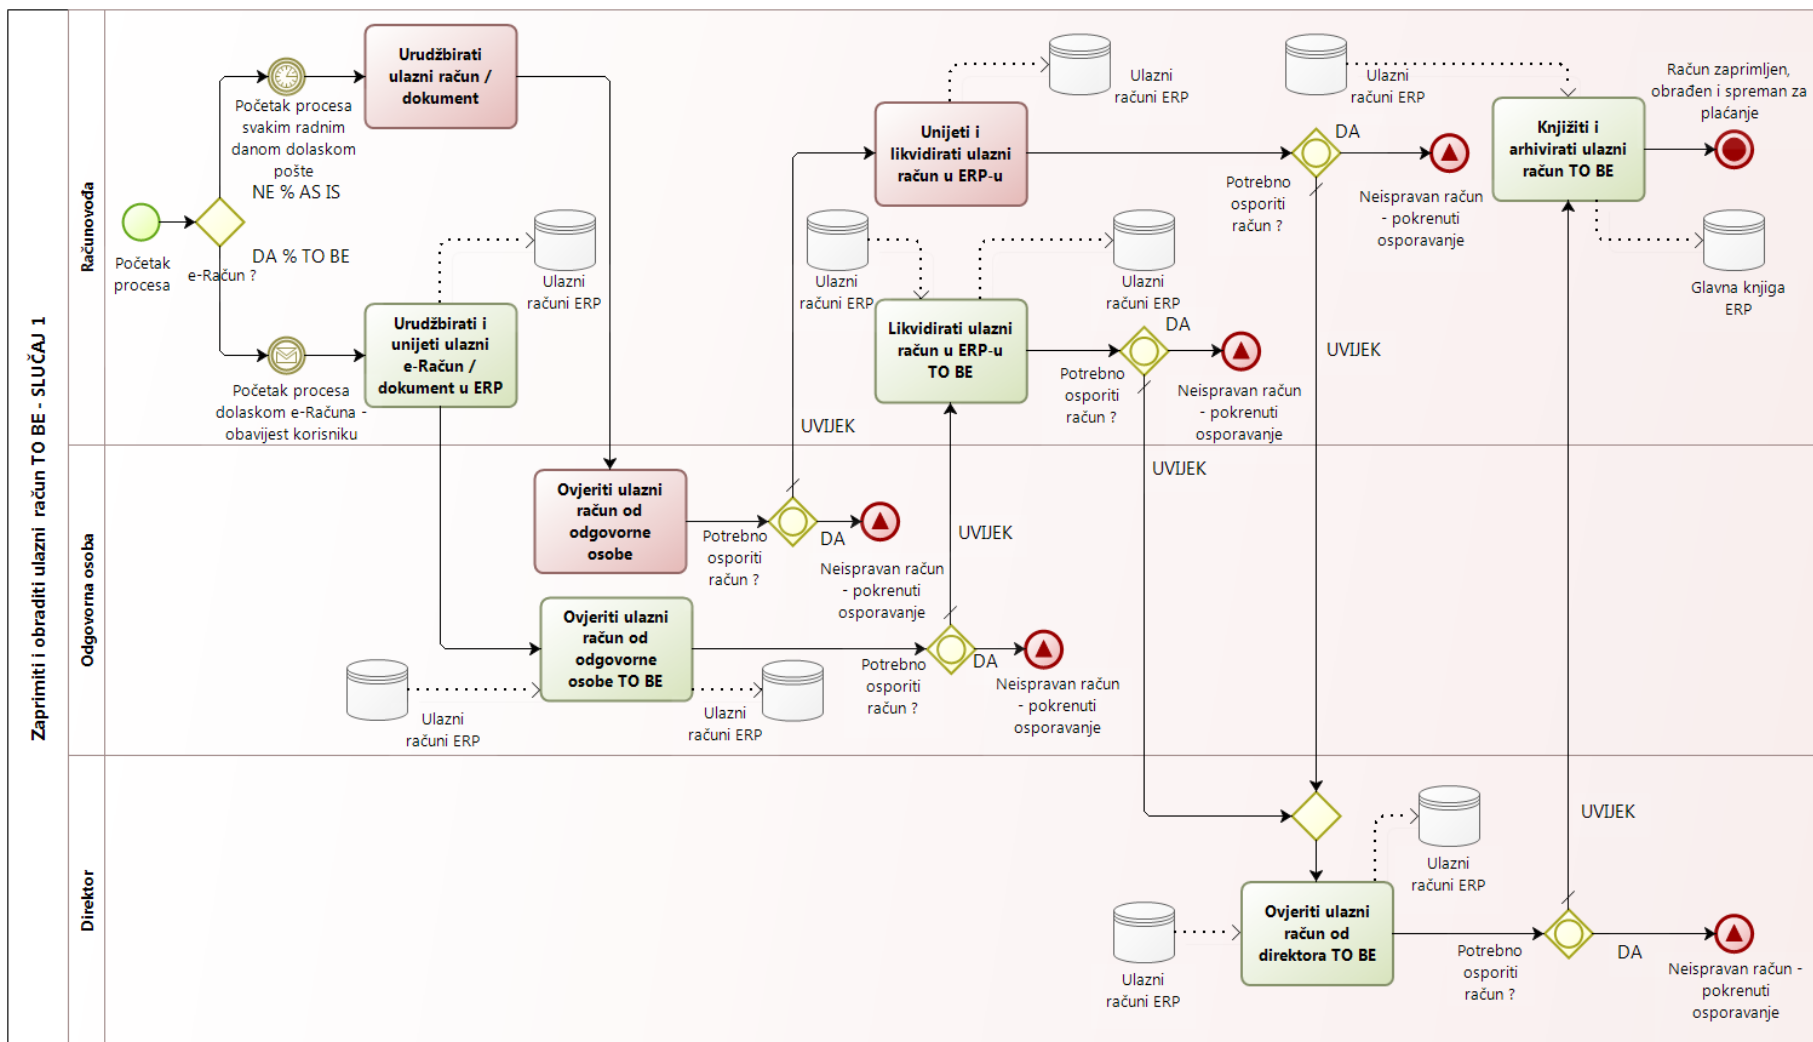 Zaprimiti i obraditi ulazni račun TO BE - SLUČAJ 1
Računovođa
Početak
procesa
e-Račun ?
NE % AS IS
DA % TO BE
Početak procesa
svakim radnim
danom dolaskom
pošte
Urudžbirati
ulazni račun /
dokument
Početak procesa
dolaskom e-Računa -
obavijest korisniku
Urudžbirati i
unijeti ulazni
e-Račun /
dokument u ERP
Ulazni
računi ERP
UVIJEK
Unijeti i
likvidirati ulazni
račun u ERP-u
Ulazni
računi ERP
Ulazni
računi ERP
Likvidirati ulazni
račun u ERP-u
TO BE
Ulazni
računi ERP
Potrebno
osporiti
račun ?
DA
Neispravan račun
- pokrenuti
osporavanje
Potrebno
osporiti
račun ?
DA
Neispravan račun
- pokrenuti
osporavanje
UVIJEK
Ulazni
računi ERP
Knjižiti i
arhivirati ulazni
račun TO BE
Račun zaprimljen,
obrađen i spreman za
plaćanje
Glavna knjiga
ERP
Odgovorna osoba
Ovjeriti ulazni
račun od
odgovorne
osobe
Potrebno
osporiti
račun ?
DA
Neispravan račun
- pokrenuti
osporavanje
UVIJEK
UVIJEK
Ulazni
računi ERP
Ovjeriti ulazni
račun od
odgovorne
osobe TO BE
Ulazni
računi ERP
Potrebno
osporiti
račun ?
DA
Neispravan račun
- pokrenuti
osporavanje
Direktor
Ulazni
računi ERP
Ovjeriti ulazni
račun od
direktora TO BE
Ulazni
računi ERP
Potrebno
osporiti
račun ?
UVIJEK
DA
Neispravan račun -
pokrenuti
osporavanje